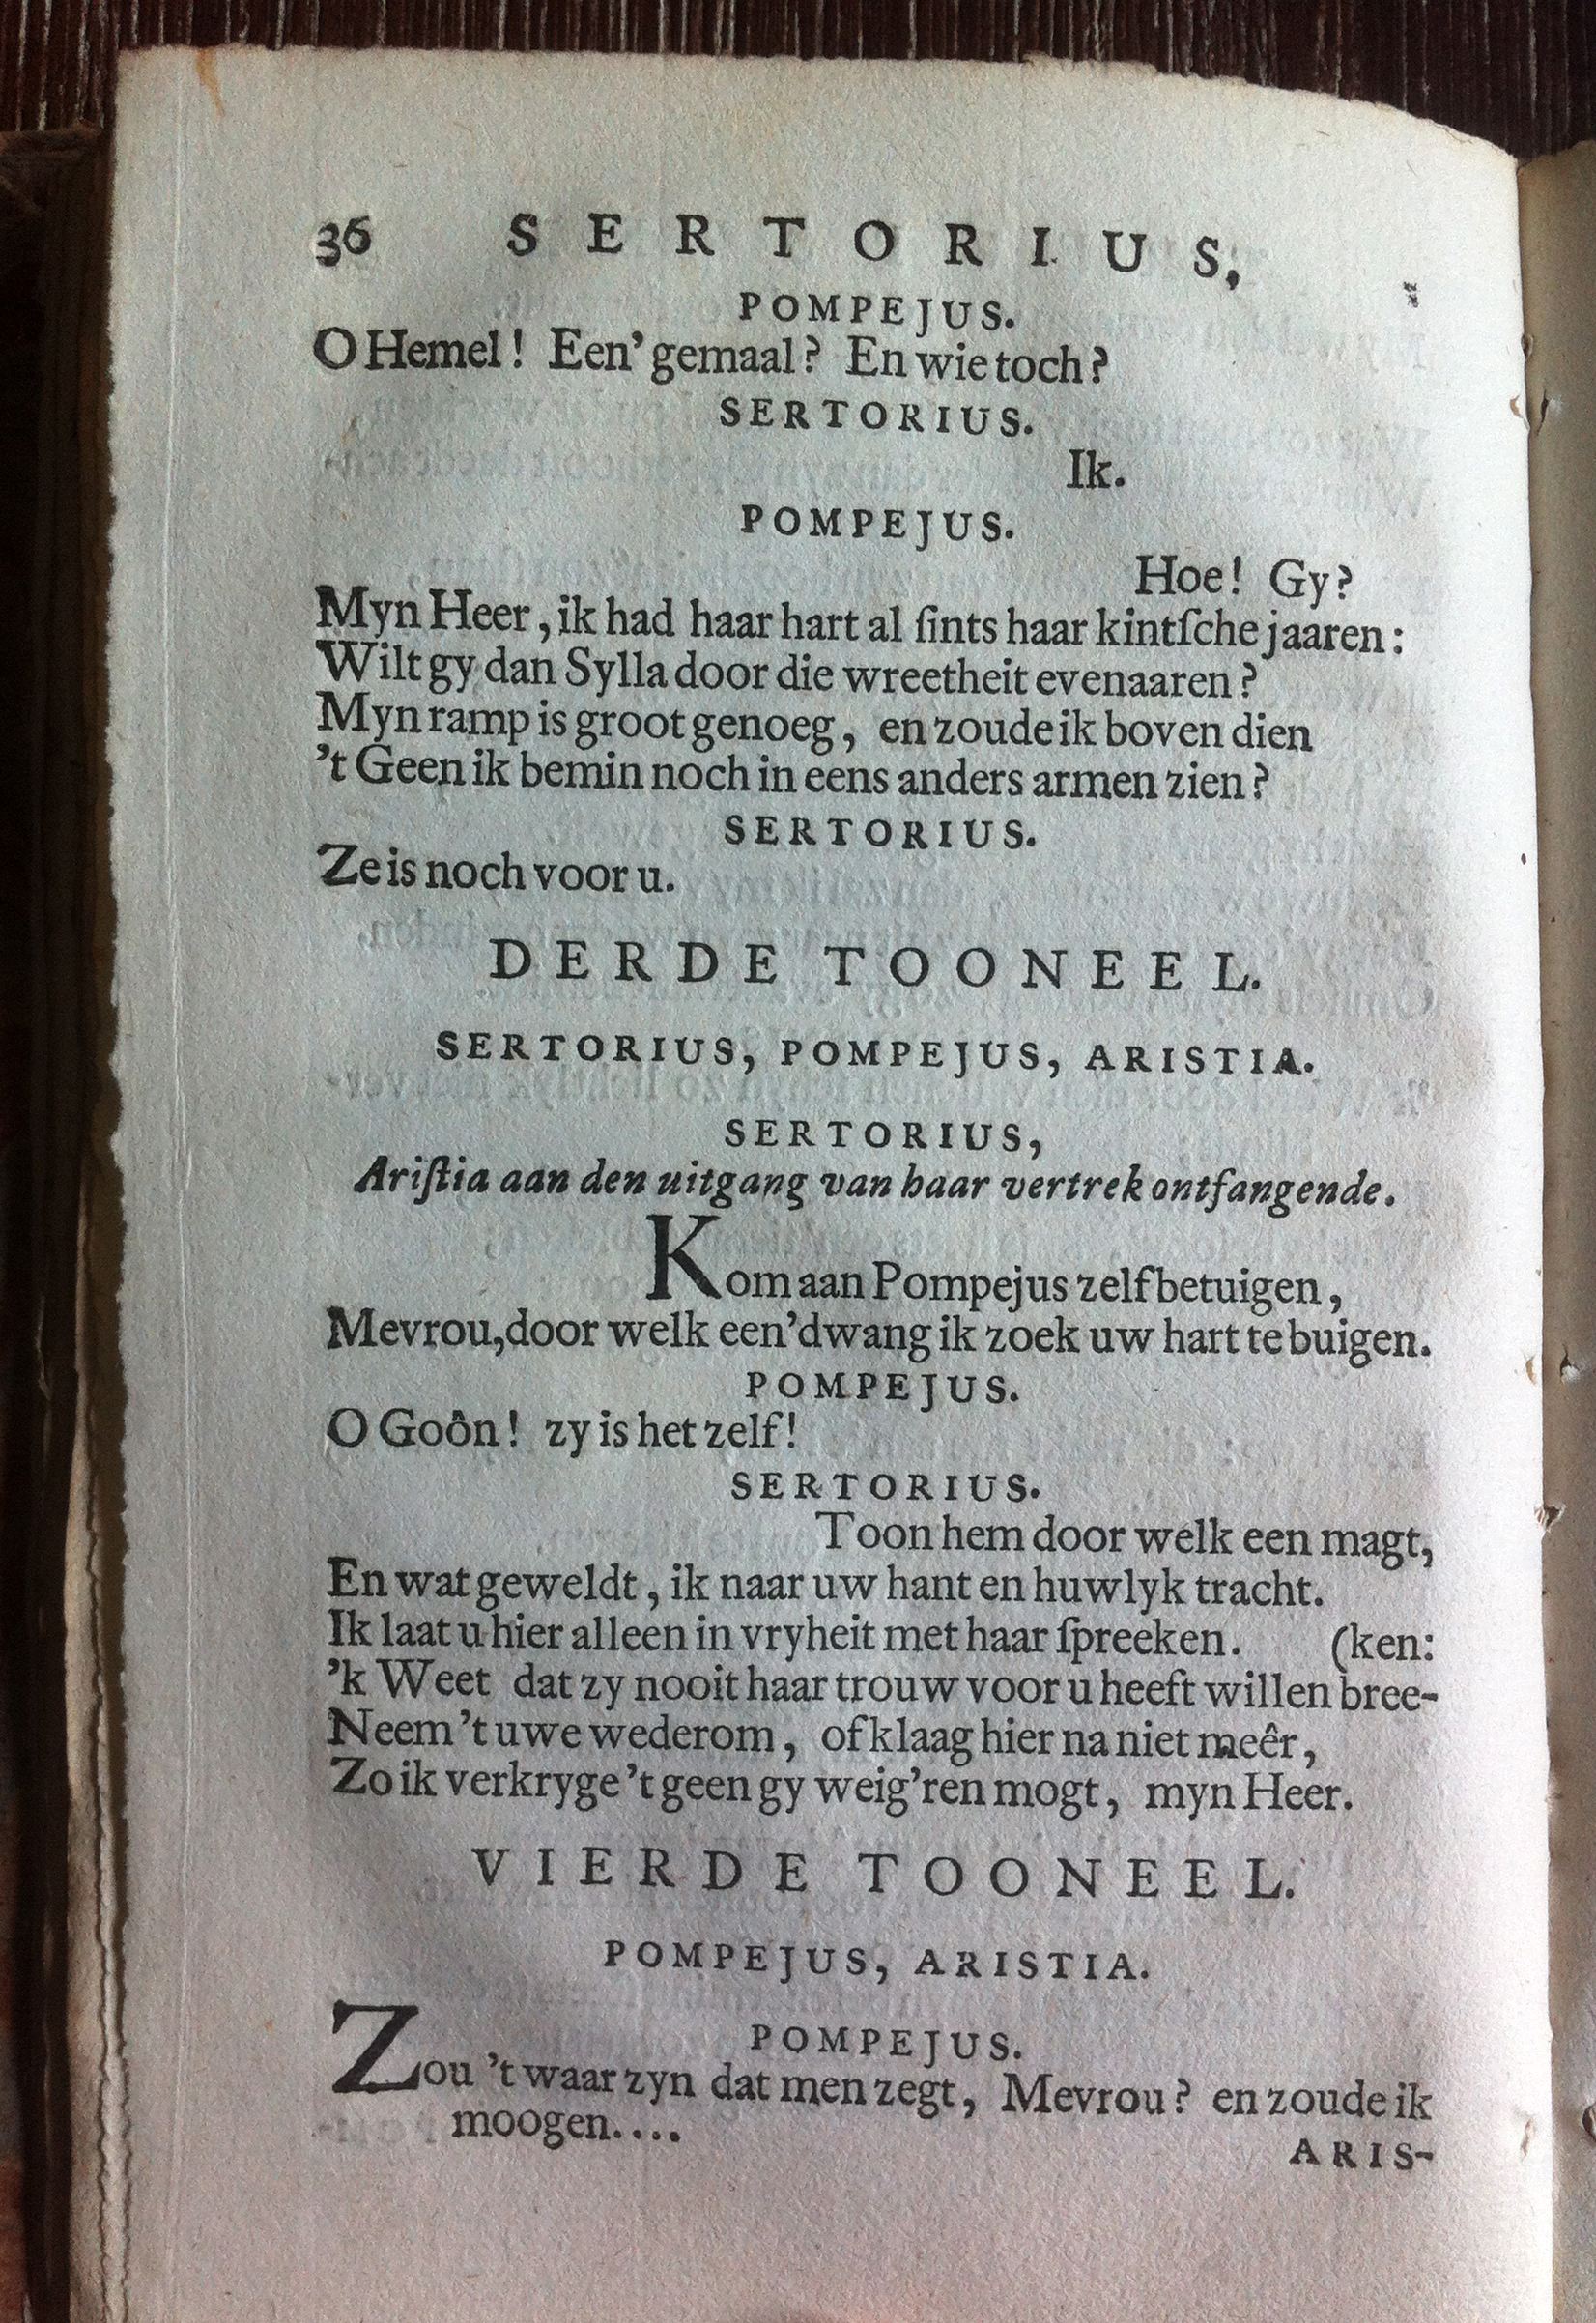 36 SERTORIUS,
POMPEJUS.
O Hemel! Een' gemaal? En wie toch?
SERTORIUS.
Ik.
POMPEJUS.
Hoe! Gy?
Myn Heer, ik had haar hart al ſints haar kintſche jaaren:
Wilt gy dan Sylla door die wreetheit evenaaren?
Myn ramp is groot genoeg, en zoude ik boven dien
't Geen ik bemin noch in eens anders armen zien?
SERTORIUS.
Ze is noch voor u.
DERDE TOONEEL.
SERTORIUS, POMPEJUS, ARISTIA.
SERTORIUS,
Ariſtia aan den uitgang van haar vertrek ontfangende.
Kom aan Pompejus zelf betuigen,
Mevrou, door welk een' dwang ik zoek uw hart te buigen.
POMPEJUS.
O Goôn! zy is het zelf!
SERTORIUS.
Toon hem door welk een magt,
En wat geweldt, ik naar uw hant en huwlyk tracht.
Ik laat u hier alleen in vryheit met haar ſpreeken. (ken:
'k Weet dat zy nooit haar trouw voor u heeft willen bree-
Neem 't uwe wederom, of klaag hier na niet meêr,
Zo ik verkryge 't geen gy weig'ren mogt, myn Heer.
VIERDE TOONEEL.
POMPEJUS, ARISTIA.
POMPEJUS.
Zou 't waar zyn dat men zegt, Mevrou? en zoude ik
moogen....
ARIS-